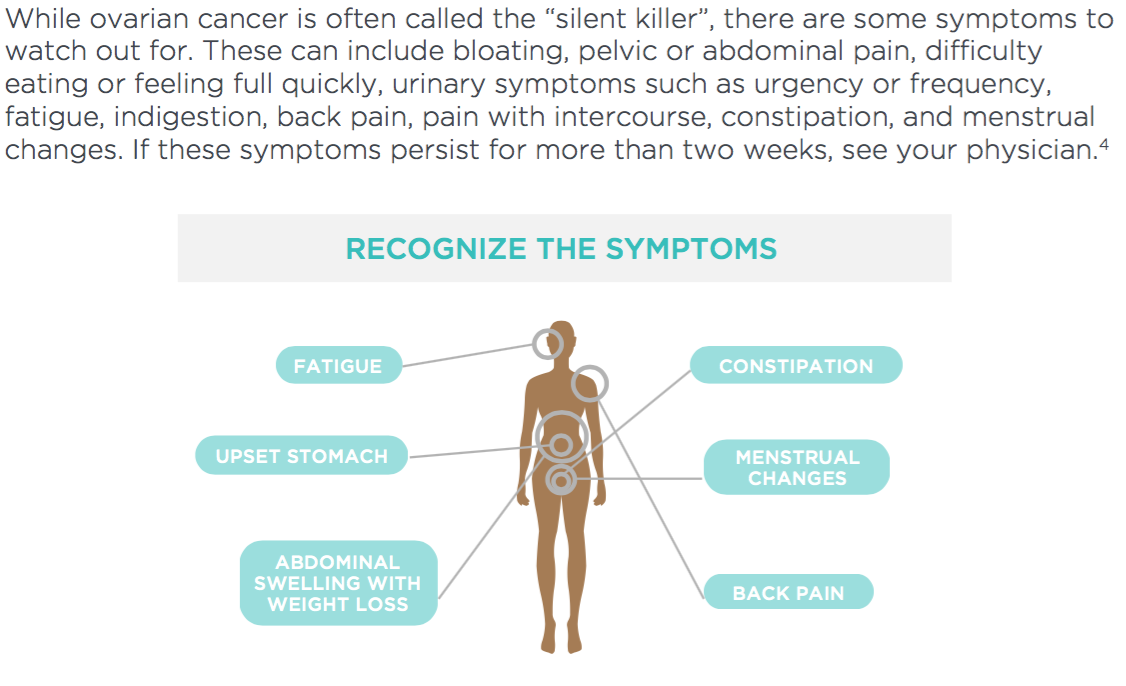 While ovarian cancer is often called the “silent killer”, there are some symptoms to
watch out for. These can include bloating, pelvic or abdominal pain, difficulty
eating or feeling full quickly, urinary symptoms such as urgency or frequency,
fatigue, indigestion, back pain, pain with intercourse, constipation, and menstrual
changes. If these symptoms persist for more than two weeks, see your physician.⁴
RECOGNIZE THE SYMPTOMS
FATIGUE
CONSTIPATION
UPSET STOMACH
MENSTRUAL
CHANGES
ABDOMINAL
SWELLING WITH
WEIGHT LOSS
BACK PAIN